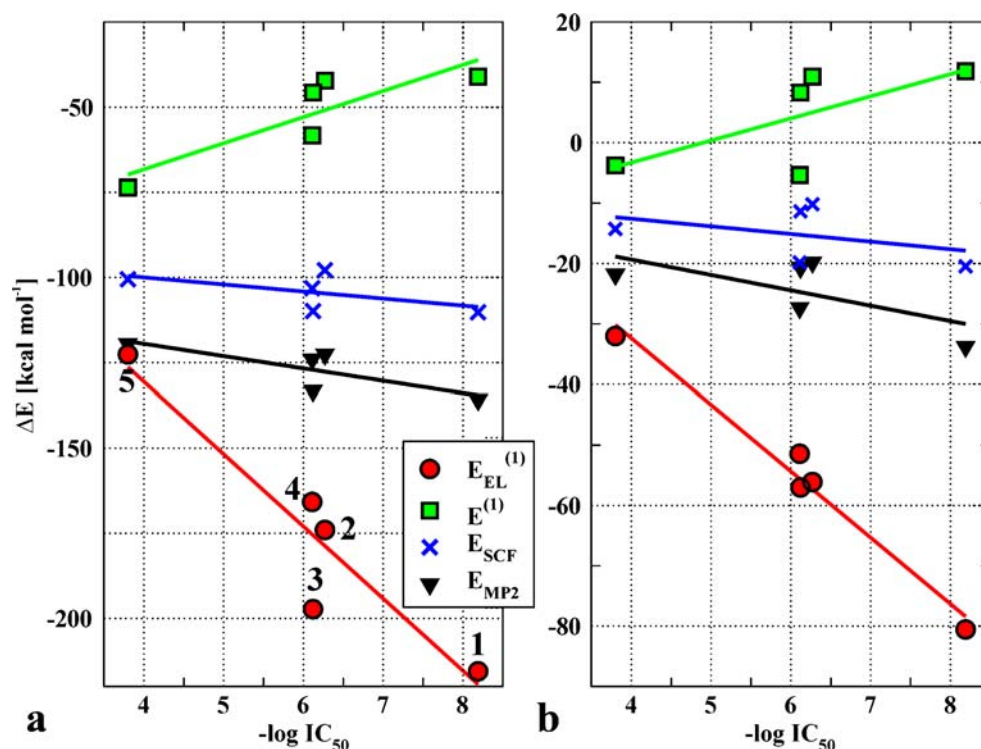 ΔE [kcal mol⁻¹]
-50
-100
-150
-200
5
4
2
3
1
E_EL^(1)
E^(1)
E_SCF
E_MP2
4 5 6 7 8
a
-log IC₅₀
20
0
-20
-40
-60
-80
4 5 6 7 8
b
-log IC₅₀